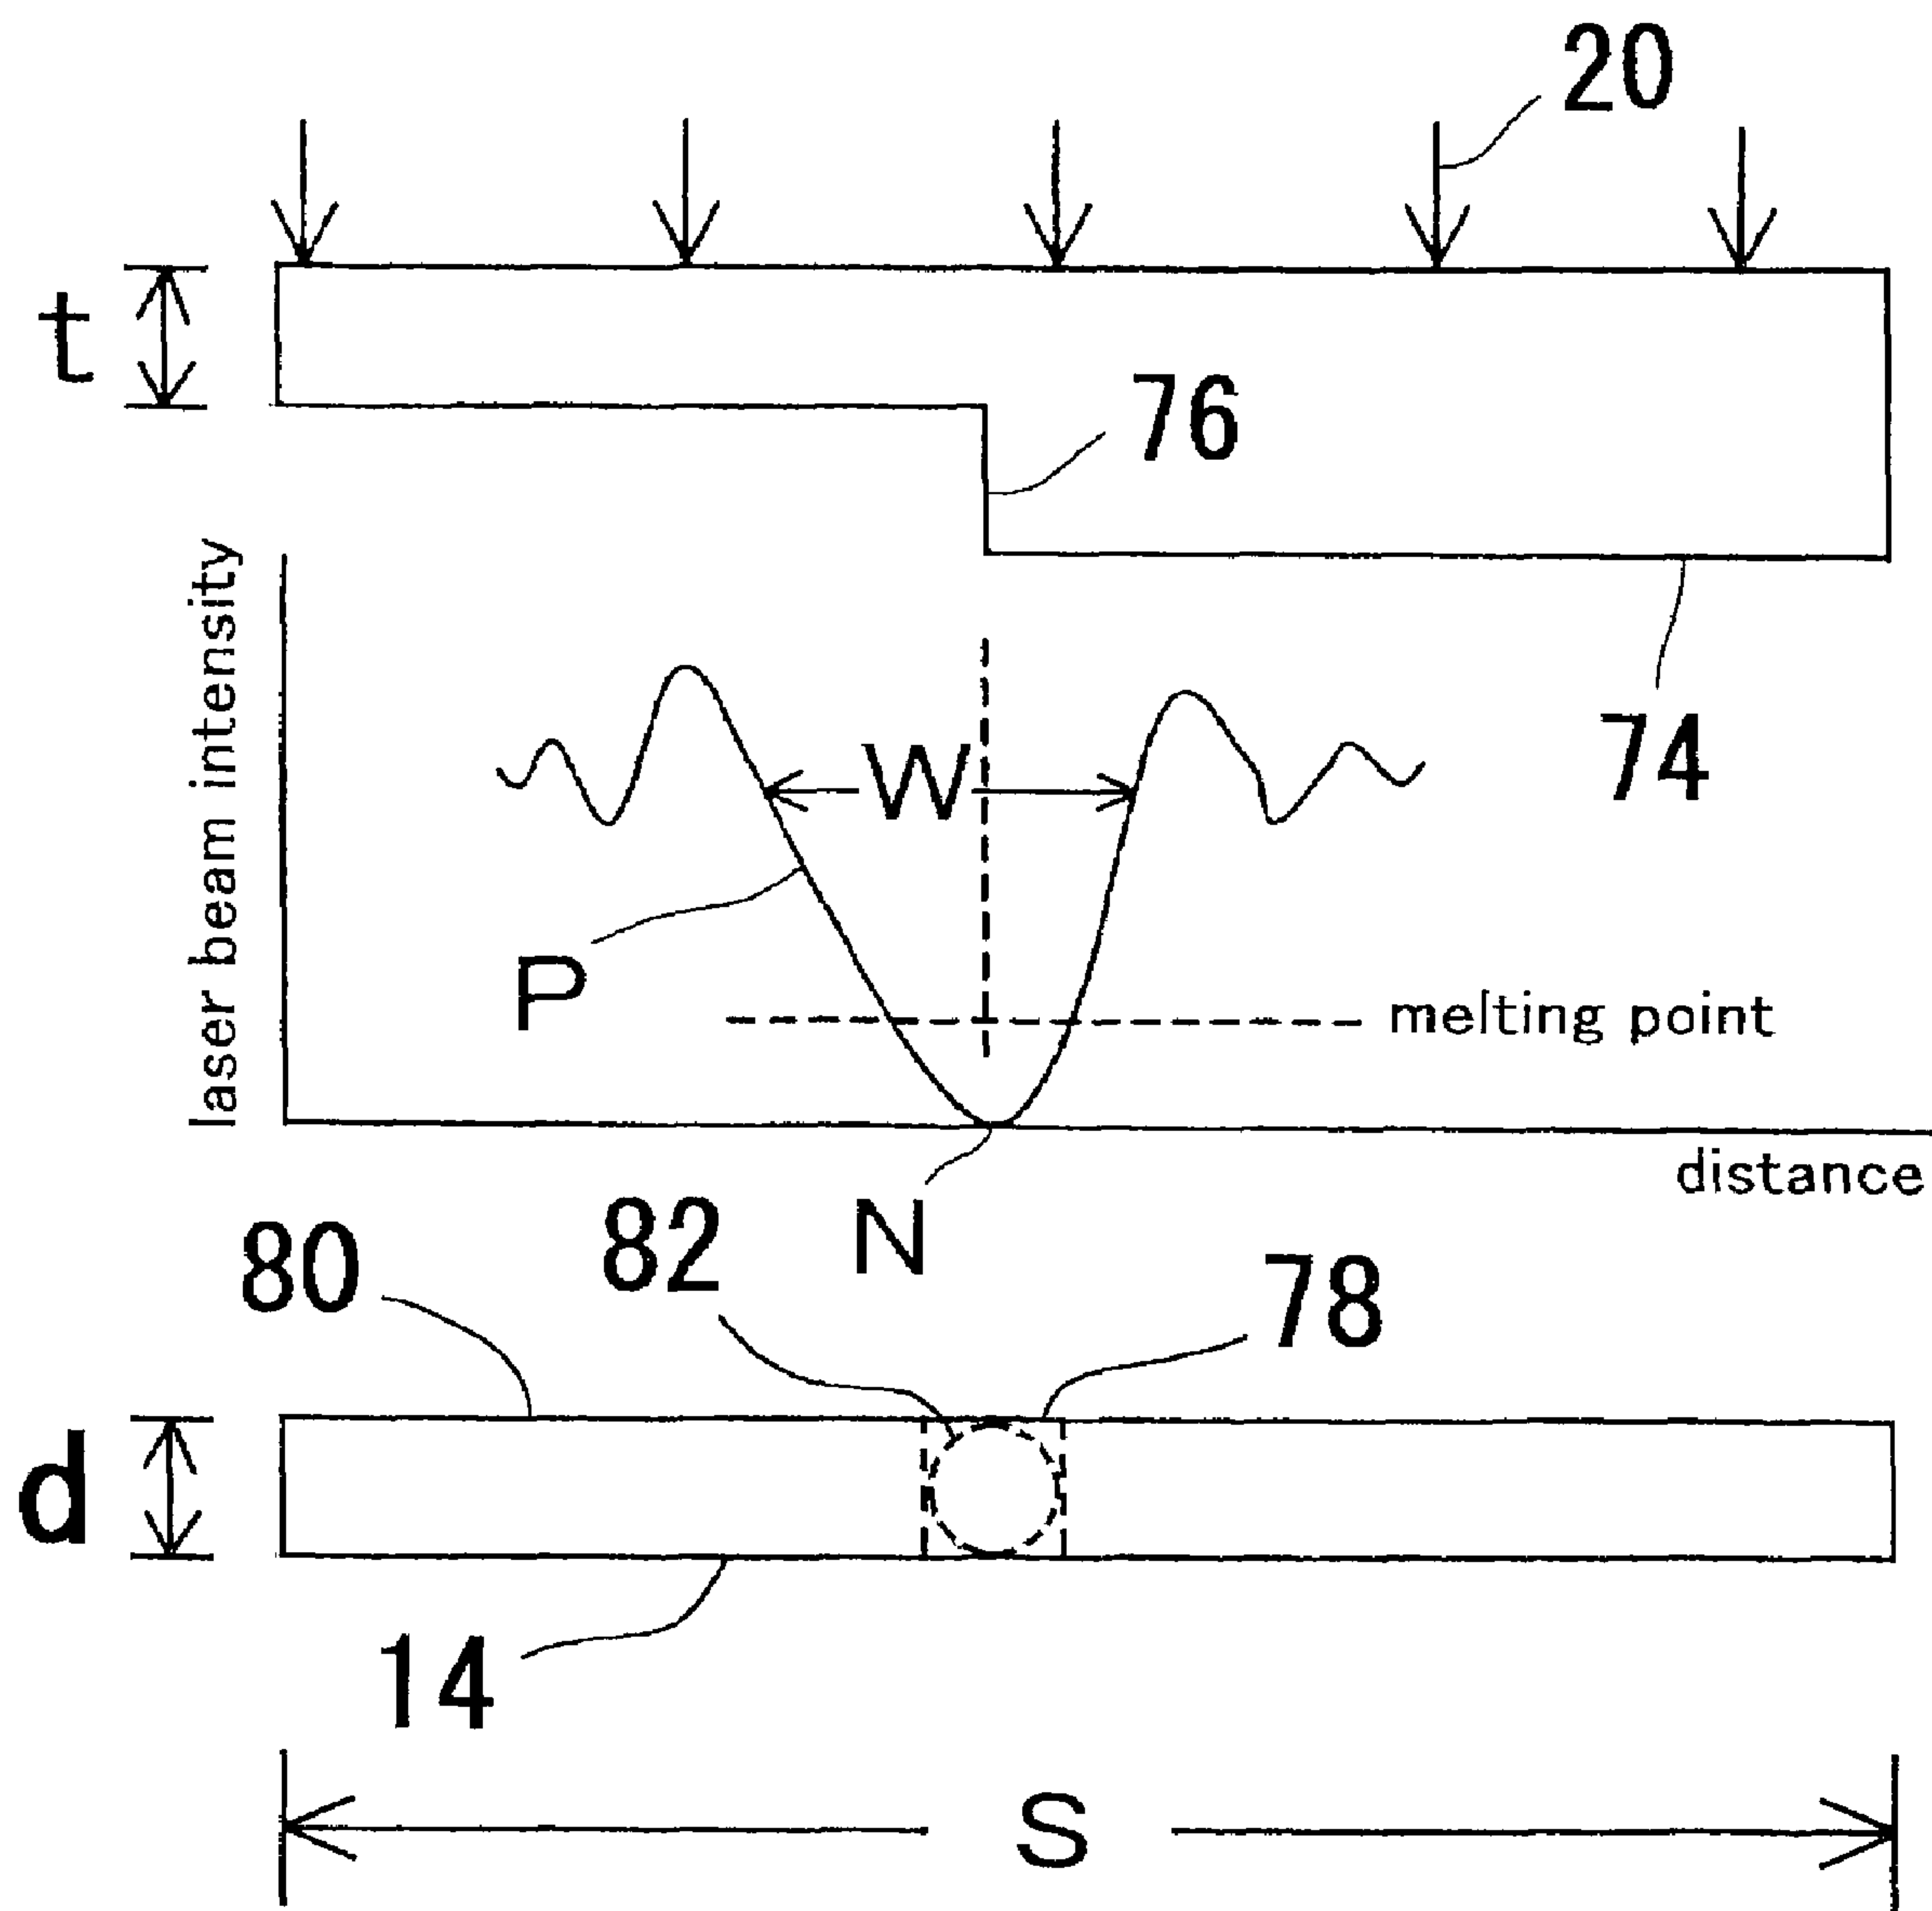 20
t
76
laser beam intensity
W
74
P
melting point
distance
N
82
80
78
d
14
S